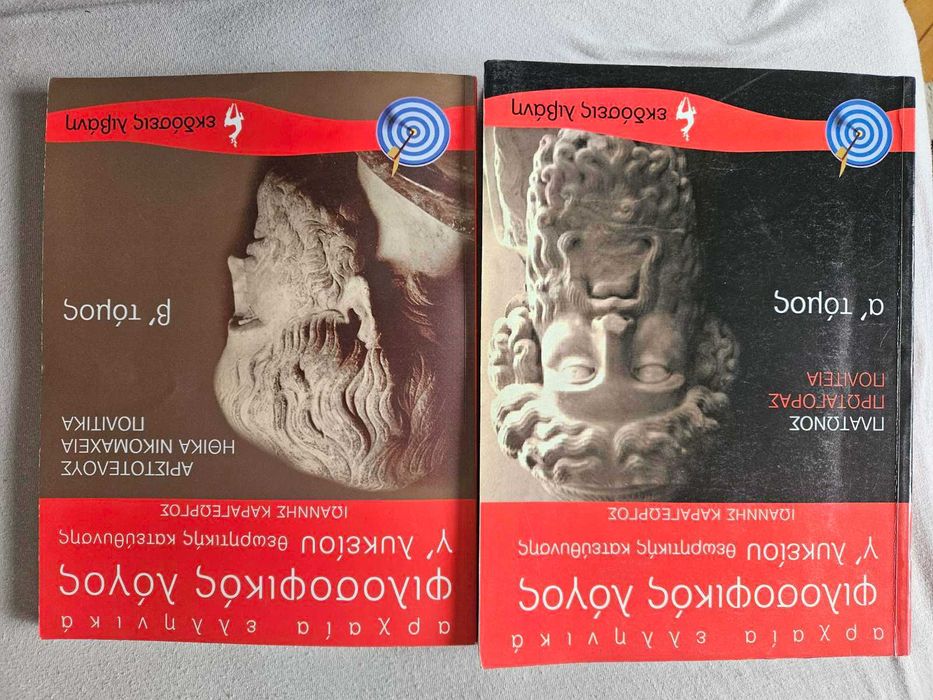 αρχαία ελληνικά
φιλοσοφικός λόγος
γ΄ λυκείου θεωρητικής κατεύθυνσης
ΙΩΑΝΝΗΣ ΚΑΡΑΓΕΩΡΓΟΣ
ΠΛΑΤΩΝΟΣ
ΠΡΩΤΑΓΟΡΑΣ
ΠΟΛΙΤΕΙΑ
α΄ τόμος
εκδόσεις λιβάνη
αρχαία ελληνικά
φιλοσοφικός λόγος
γ΄ λυκείου θεωρητικής κατεύθυνσης
ΙΩΑΝΝΗΣ ΚΑΡΑΓΕΩΡΓΟΣ
ΑΡΙΣΤΟΤΕΛΟΥΣ
ΗΘΙΚΑ ΝΙΚΟΜΑΧΕΙΑ
ΠΟΛΙΤΙΚΑ
β΄ τόμος
εκδόσεις λιβάνη